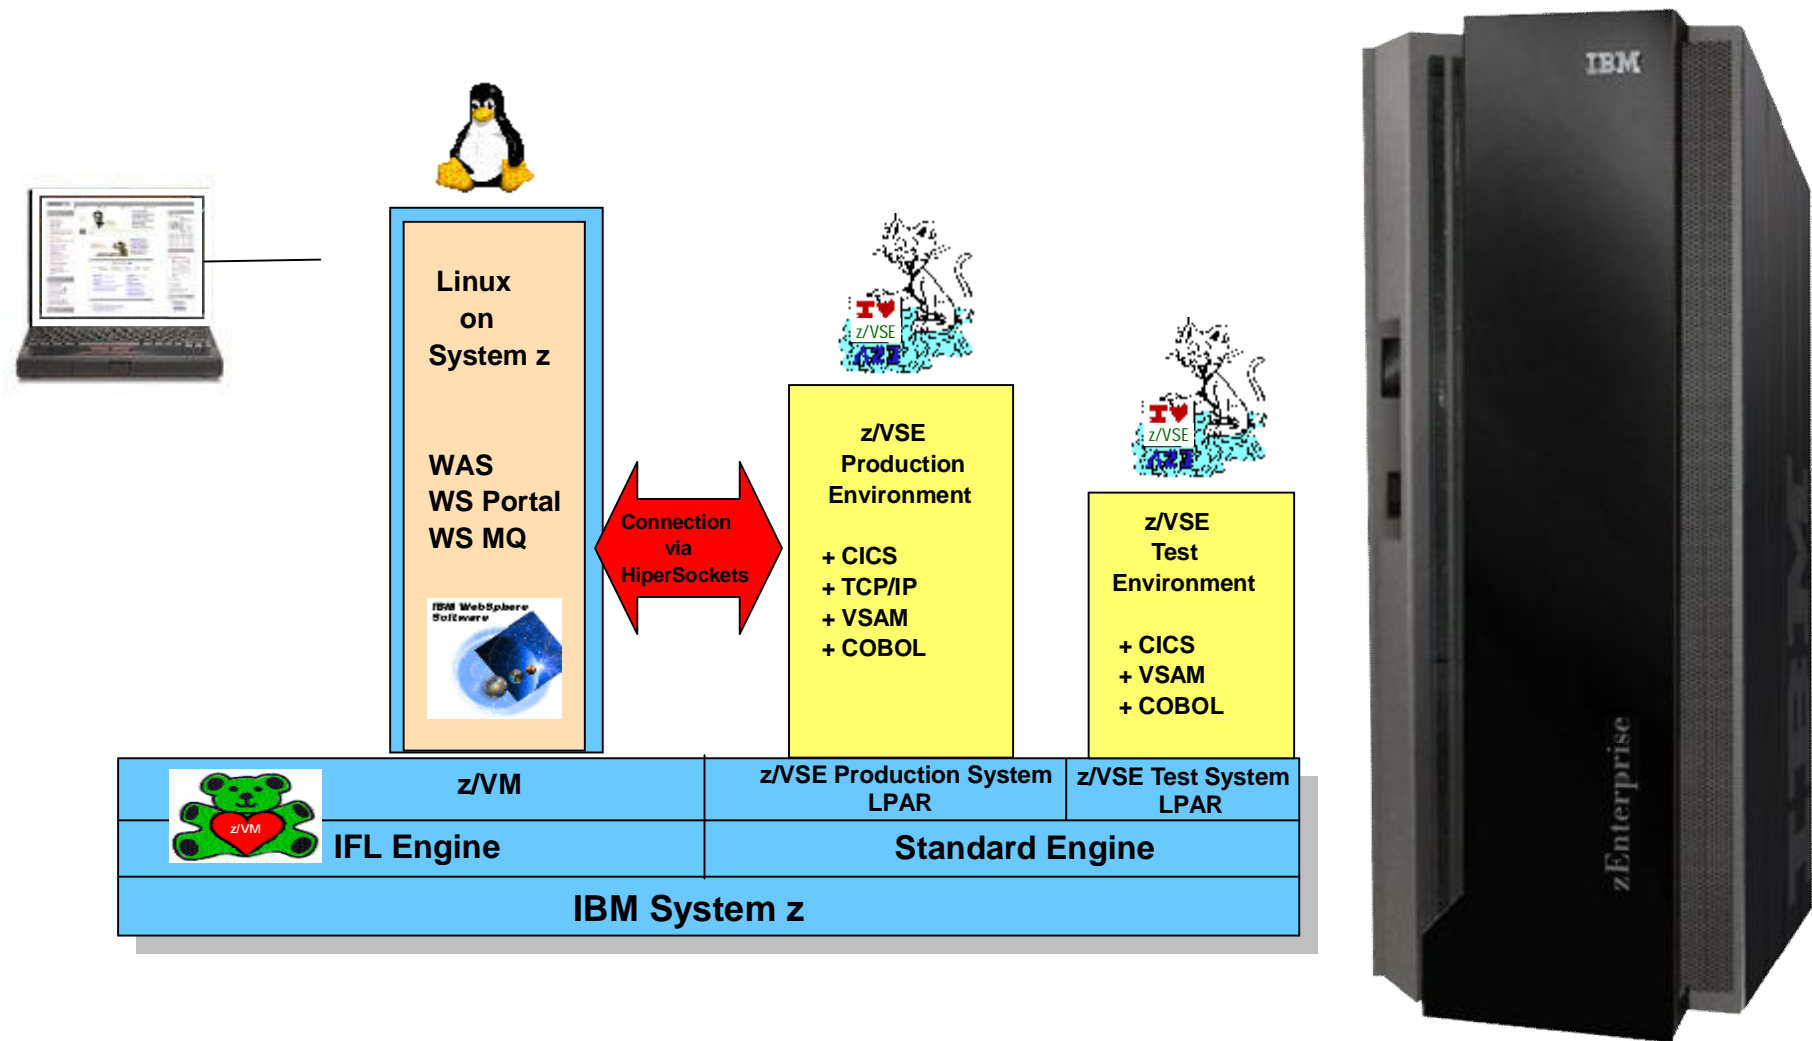 IBM
zEnterprise
Linux
on
System z
WAS
WS Portal
WS MQ
IBM WebSphere
Software
Connection
via
HiperSockets
I♥
z/VSE
z/VSE
Production
Environment
+ CICS
+ TCP/IP
+ VSAM
+ COBOL
I♥
z/VSE
z/VSE
Test
Environment
+ CICS
+ VSAM
+ COBOL
z/VM
z/VM
z/VSE Production System
LPAR
z/VSE Test System
LPAR
IFL Engine
Standard Engine
IBM System z